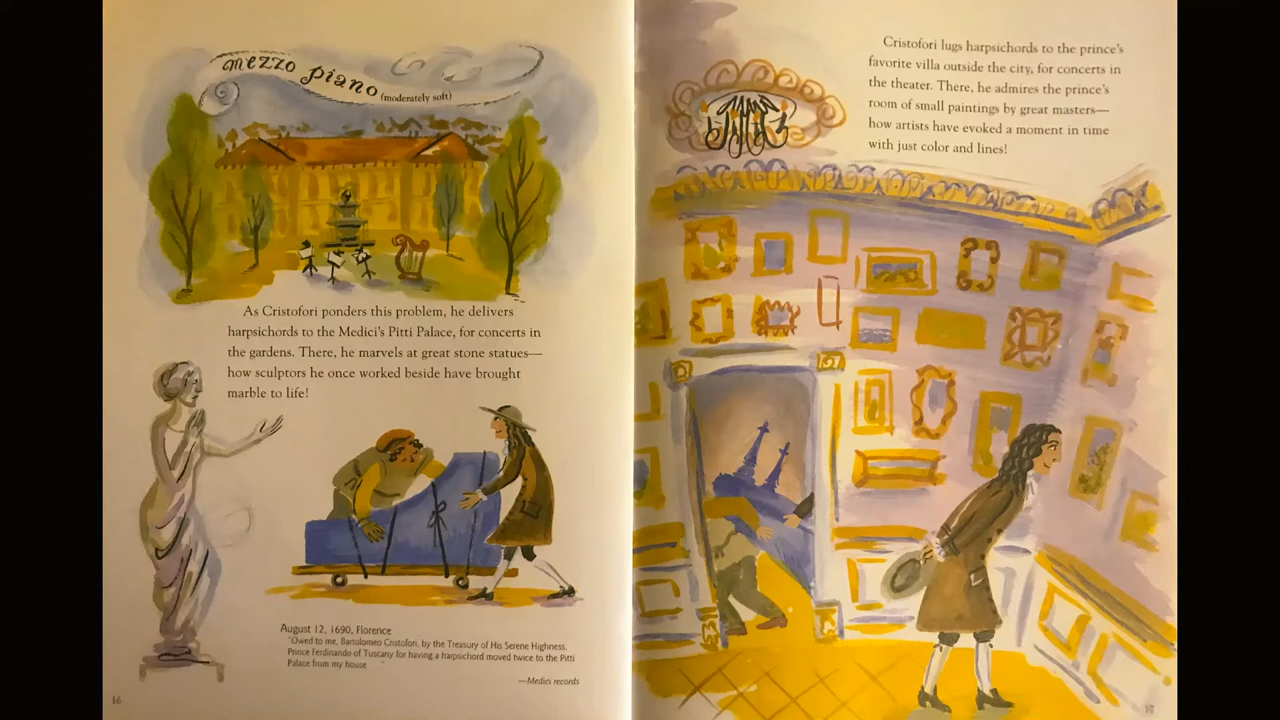 mezzo piano
(moderately soft)
As Cristofori ponders this problem, he delivers
harpsichords to the Medici's Pitti Palace, for concerts in
the gardens. There, he marvels at great stone statues—
how sculptors he once worked beside have brought
marble to life!
August 12, 1690, Florence
"Owed to me, Bartolomeo Cristofori, by the Treasury of His Serene Highness,
Prince Ferdinando of Tuscany for having a harpsichord moved twice to the Pitti
Palace from my house
—Medici records
16
Cristofori lugs harpsichords to the prince's
favorite villa outside the city, for concerts in
the theater. There, he admires the prince's
room of small paintings by great masters—
how artists have evoked a moment in time
with just color and lines!
17